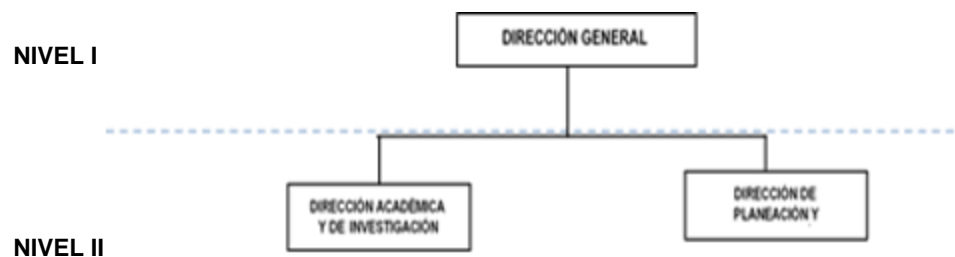 DIRECCIÓN GENERAL
NIVEL I
DIRECCIÓN ACADÉMICA
Y DE INVESTIGACIÓN
DIRECCIÓN DE
PLANEACIÓN Y
NIVEL II